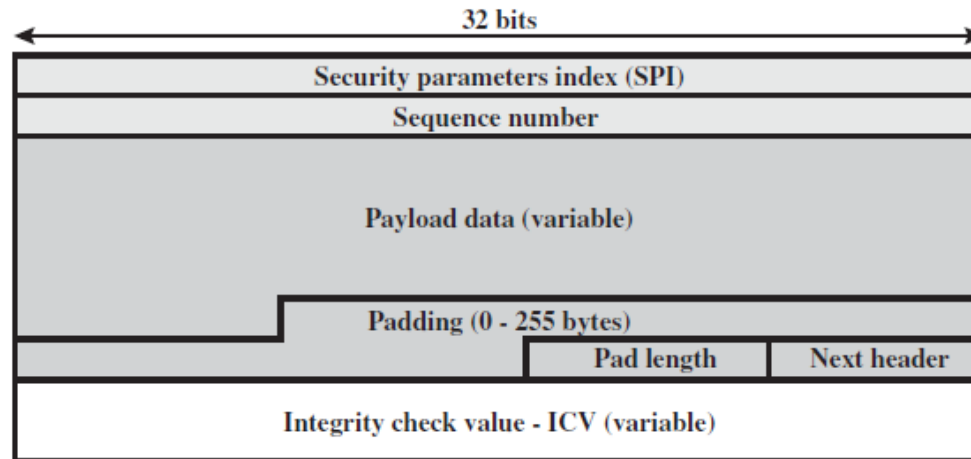 32 bits
Security parameters index (SPI)
Sequence number
Payload data (variable)
Padding (0 - 255 bytes)
Pad length
Next header
Integrity check value - ICV (variable)